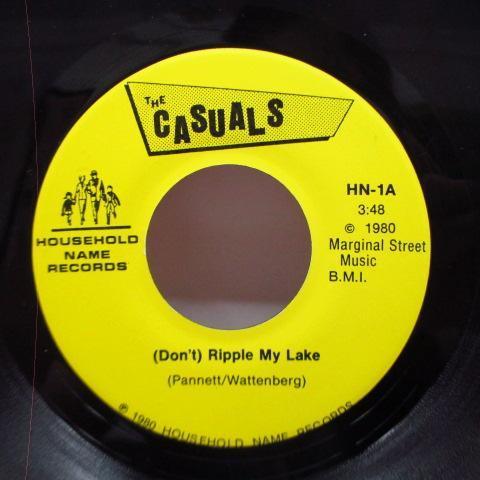 THE
CASUALS
HN-1A
3:48
© 1980
Marginal Street
Music
B.M.I.
HOUSEHOLD
NAME
RECORDS
(Don't) Ripple My Lake
(Pannett/Wattenberg)
℗ 1980 HOUSEHOLD NAME RECORDS